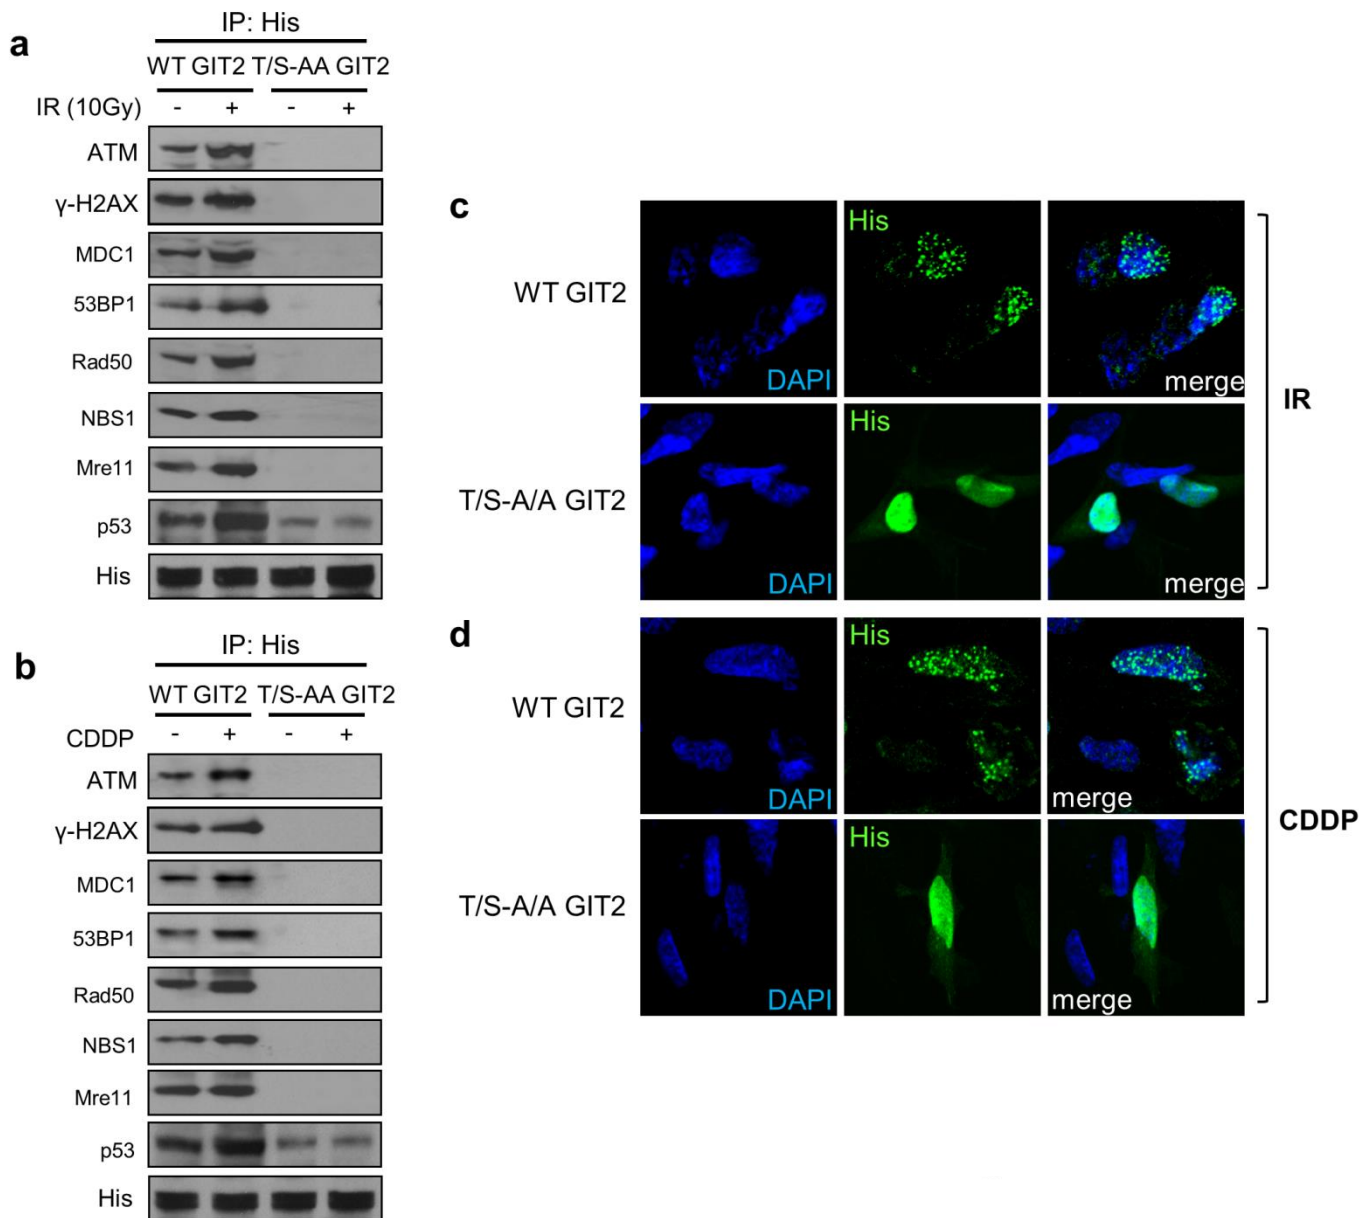 a
IP: His
WT GIT2 T/S-AA GIT2
IR (10Gy) - + - +
ATM
γ-H2AX
MDC1
53BP1
Rad50
NBS1
Mre11
p53
His
b
IP: His
WT GIT2 T/S-AA GIT2
CDDP - + - +
ATM
γ-H2AX
MDC1
53BP1
Rad50
NBS1
Mre11
p53
His
c
WT GIT2
DAPI
His
merge
T/S-A/A GIT2
DAPI
His
merge
IR
d
WT GIT2
DAPI
His
merge
T/S-A/A GIT2
DAPI
His
merge
CDDP